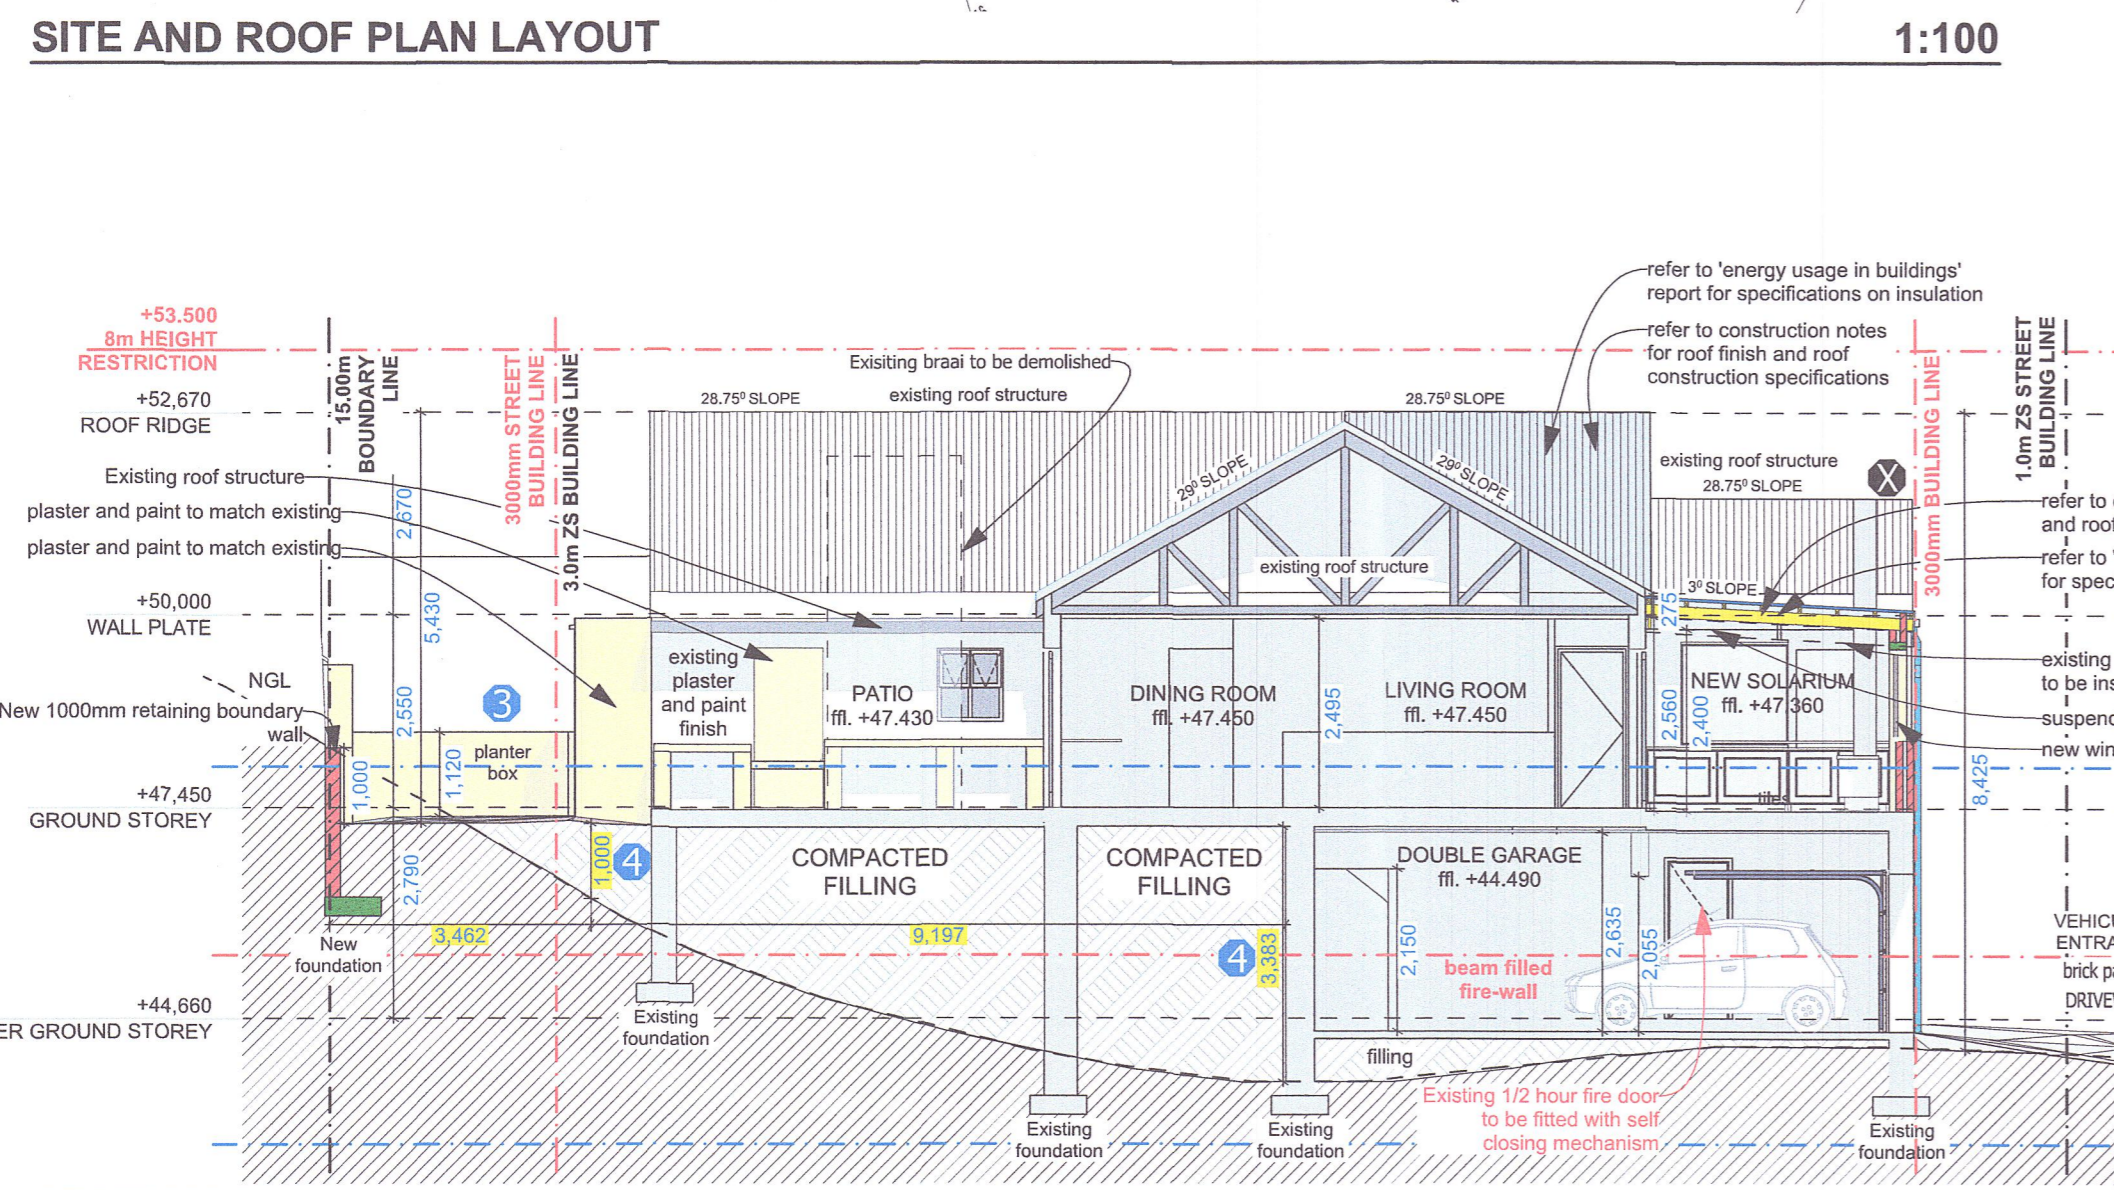 SITE AND ROOF PLAN LAYOUT
1:100
+53.500
8m HEIGHT
RESTRICTION
+52,670
ROOF RIDGE
Existing roof structure
plaster and paint to match existing
plaster and paint to match existing
+50,000
WALL PLATE
NGL
New 1000mm retaining boundary
wall
+47,450
GROUND STOREY
+44,660
ER GROUND STOREY
15.00m
BOUNDARY
LINE
3000mm STREET
BUILDING LINE
3.0m ZS BUILDING LINE
2,670
5,430
2,550
1,120
1,000
2,790
3
planter
box
1,000
4
3,462
New
foundation
28.75⁰ SLOPE
Exisiting braai to be demolished
existing roof structure
28.75⁰ SLOPE
29⁰ SLOPE
29⁰ SLOPE
existing roof structure
refer to 'energy usage in buildings'
report for specifications on insulation
refer to construction notes
for roof finish and roof
construction specifications
existing roof structure
28.75⁰ SLOPE
X
3⁰ SLOPE
275
3000mm BUILDING LINE
1.0m ZS STREET
BUILDING LINE
refer to
and roof
refer to '
for spec
existing
to be ins
suspend
new win
existing
plaster
and paint
finish
PATIO
ffl. +47.430
DINING ROOM
ffl. +47.450
2,495
LIVING ROOM
ffl. +47.450
NEW SOLARIUM
ffl. +47.360
2,560
2,400
tiles
8,425
COMPACTED
FILLING
COMPACTED
FILLING
DOUBLE GARAGE
ffl. +44.490
9,197
4
3,383
2,150
2,635
2,055
beam filled
fire-wall
filling
Existing
foundation
Existing
foundation
Existing
foundation
Existing 1/2 hour fire door
to be fitted with self
closing mechanism
Existing
foundation
VEHICU
ENTRA
brick pa
DRIVE